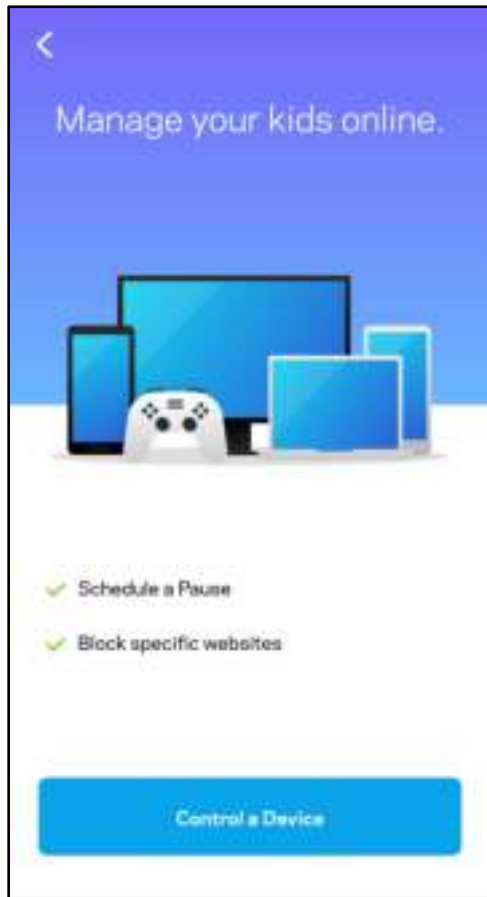 Manage your kids online.
Schedule a Pause
Block specific websites
Control a Device